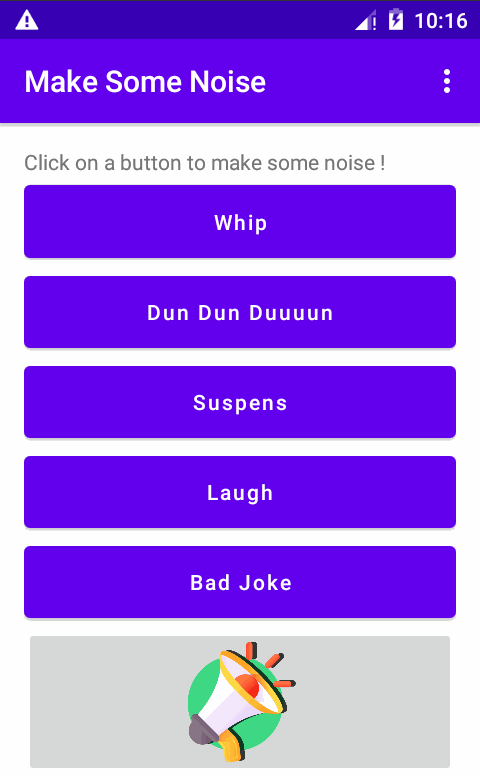 10:16
Make Some Noise
Click on a button to make some noise !
Whip
Dun Dun Duuuun
Suspens
Laugh
Bad Joke